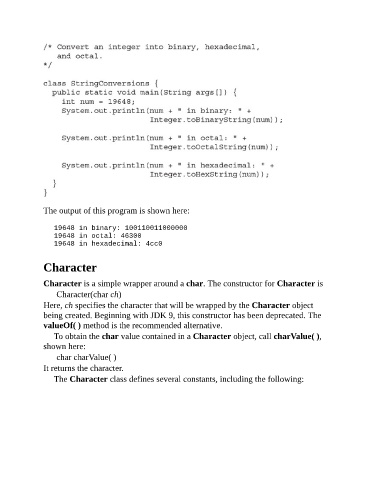 /* Convert an integer into binary, hexadecimal,
   and octal.
*/
class StringConversions {
  public static void main(String args[]) {
    int num = 19648;
    System.out.println(num + " in binary: " +
                       Integer.toBinaryString(num));
    System.out.println(num + " in octal: " +
                       Integer.toOctalString(num));
    System.out.println(num + " in hexadecimal: " +
                       Integer.toHexString(num));
  }
}
The output of this program is shown here:
19648 in binary: 100110011000000
19648 in octal: 46300
19648 in hexadecimal: 4cc0
Character
Character is a simple wrapper around a char. The constructor for Character is
Character(char ch)
Here, ch specifies the character that will be wrapped by the Character object
being created. Beginning with JDK 9, this constructor has been deprecated. The
valueOf( ) method is the recommended alternative.
To obtain the char value contained in a Character object, call charValue( ),
shown here:
char charValue( )
It returns the character.
The Character class defines several constants, including the following: